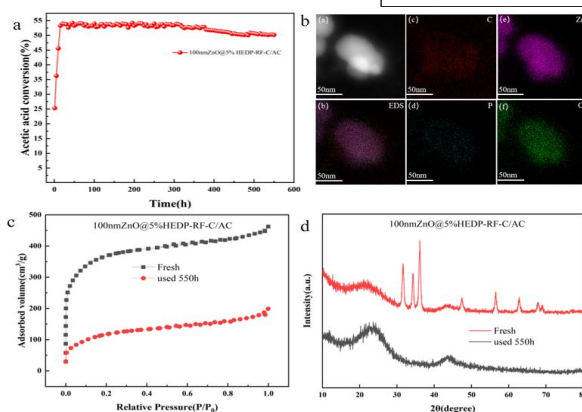 a
Acetic acid conversion(%)
60
55
50
45
40
35
30
25
20
100nmZnO@5% HEDP-RF-C/AC
0 100 200 300 400 500 600
Time(h)
b
(a)
50nm
(c) C
50nm
(e)
50nm
(b) EDS
50nm
(d) P
50nm
(f)
50nm
c
100nmZnO@5%HEDP-RF-C/AC
Adsorbed volume(cm³/g)
500
400
300
200
100
0
Fresh
used 550h
0.0 0.2 0.4 0.6 0.8 1.0
Relative Pressure(P/P₀)
d
100nmZnO@5%HEDP-RF-C/AC
Intensity(a.u.)
Fresh
used 550h
10 20 30 40 50 60 70
2θ(degree)